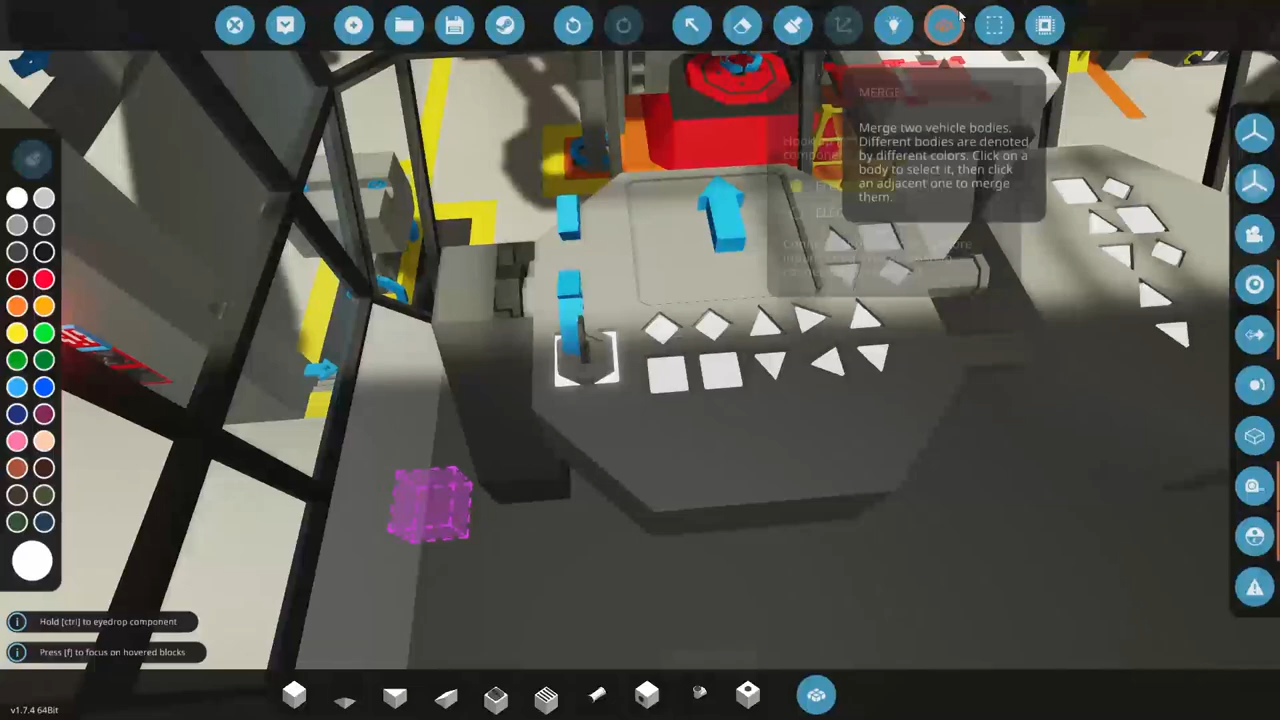 MERGE
Merge two vehicle bodies.
Different bodies are denoted
by different colors. Click on a
body to select it, then click
an adjacent one to merge
them.
Hold [ctrl] to eyedrop component
Press [f] to focus on hovered blocks
v1.7.4 64Bit